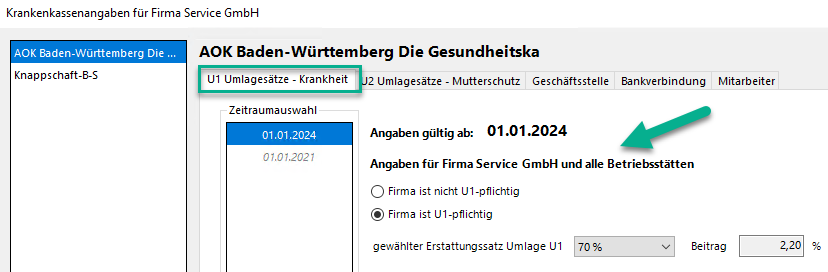 Krankenkassenangaben für Firma Service GmbH
AOK Baden-Württemberg Die ...
Knappschaft-B-S
AOK Baden-Württemberg Die Gesundheitska
U1 Umlagesätze - Krankheit U2 Umlagesätze - Mutterschutz Geschäftsstelle Bankverbindung Mitarbeiter
Zeitraumauswahl
01.01.2024
01.01.2021
Angaben gültig ab: 01.01.2024
Angaben für Firma Service GmbH und alle Betriebsstätten
Firma ist nicht U1-pflichtig
Firma ist U1-pflichtig
gewählter Erstattungssatz Umlage U1 70 % Beitrag 2,20 %